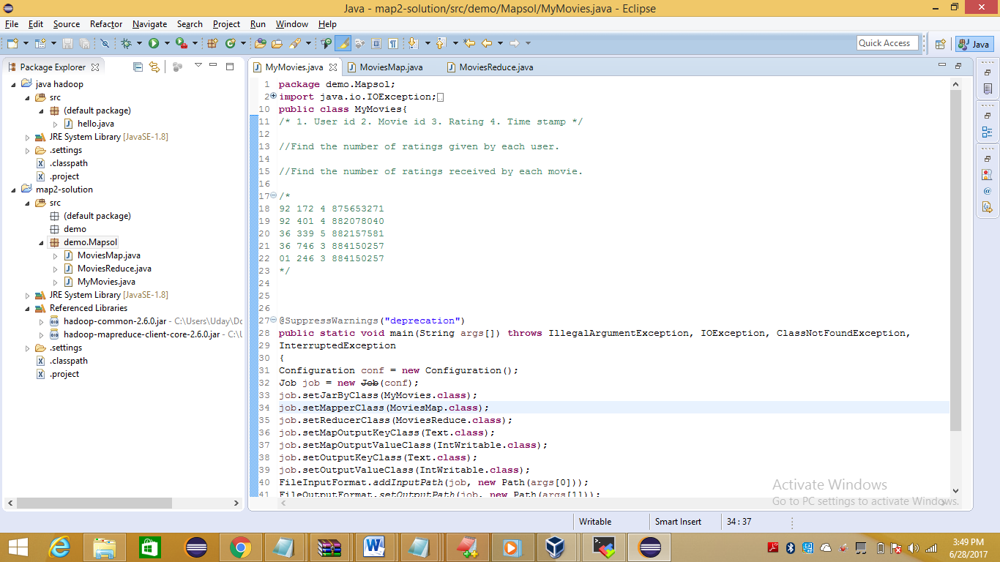 Java - map2-solution/src/demo/Mapsol/MyMovies.java - Eclipse
File Edit Source Refactor Navigate Search Project Run Window Help
Quick Access
Java
Package Explorer
java hadoop
src
(default package)
hello.java
JRE System Library [JavaSE-1.8]
.settings
.classpath
.project
map2-solution
src
(default package)
demo
demo.Mapsol
MoviesMap.java
MoviesReduce.java
MyMovies.java
JRE System Library [JavaSE-1.8]
Referenced Libraries
hadoop-common-2.6.0.jar - C:\Users\Uday\Do
hadoop-mapreduce-client-core-2.6.0.jar - C:\U
.settings
.classpath
.project
MyMovies.java MoviesMap.java MoviesReduce.java
1 package demo.Mapsol;
2 import java.io.IOException;
10 public class MyMovies{
11 /* 1. User id 2. Movie id 3. Rating 4. Time stamp */
12
13 //Find the number of ratings given by each user.
14
15 //Find the number of ratings received by each movie.
16
17 /*
18 92 172 4 875653271
19 92 401 4 882078040
20 36 339 5 882157581
21 36 746 3 884150257
22 01 246 3 884150257
23 */
24
25
26
27 @SuppressWarnings("deprecation")
28 public static void main(String args[]) throws IllegalArgumentException, IOException, ClassNotFoundException,
29 InterruptedException
30 {
31 Configuration conf = new Configuration();
32 Job job = new Job(conf);
33 job.setJarByClass(MyMovies.class);
34 job.setMapperClass(MoviesMap.class);
35 job.setReducerClass(MoviesReduce.class);
36 job.setMapOutputKeyClass(Text.class);
37 job.setMapOutputValueClass(IntWritable.class);
38 job.setOutputKeyClass(Text.class);
39 job.setOutputValueClass(IntWritable.class);
40 FileInputFormat.addInputPath(job, new Path(args[0]));
41 FileOutputFormat.setOutputPath(job, new Path(args[1]));
Activate Windows
Go to PC settings to activate Windows.
Writable Smart Insert 34 : 37
3:49 PM
6/28/2017